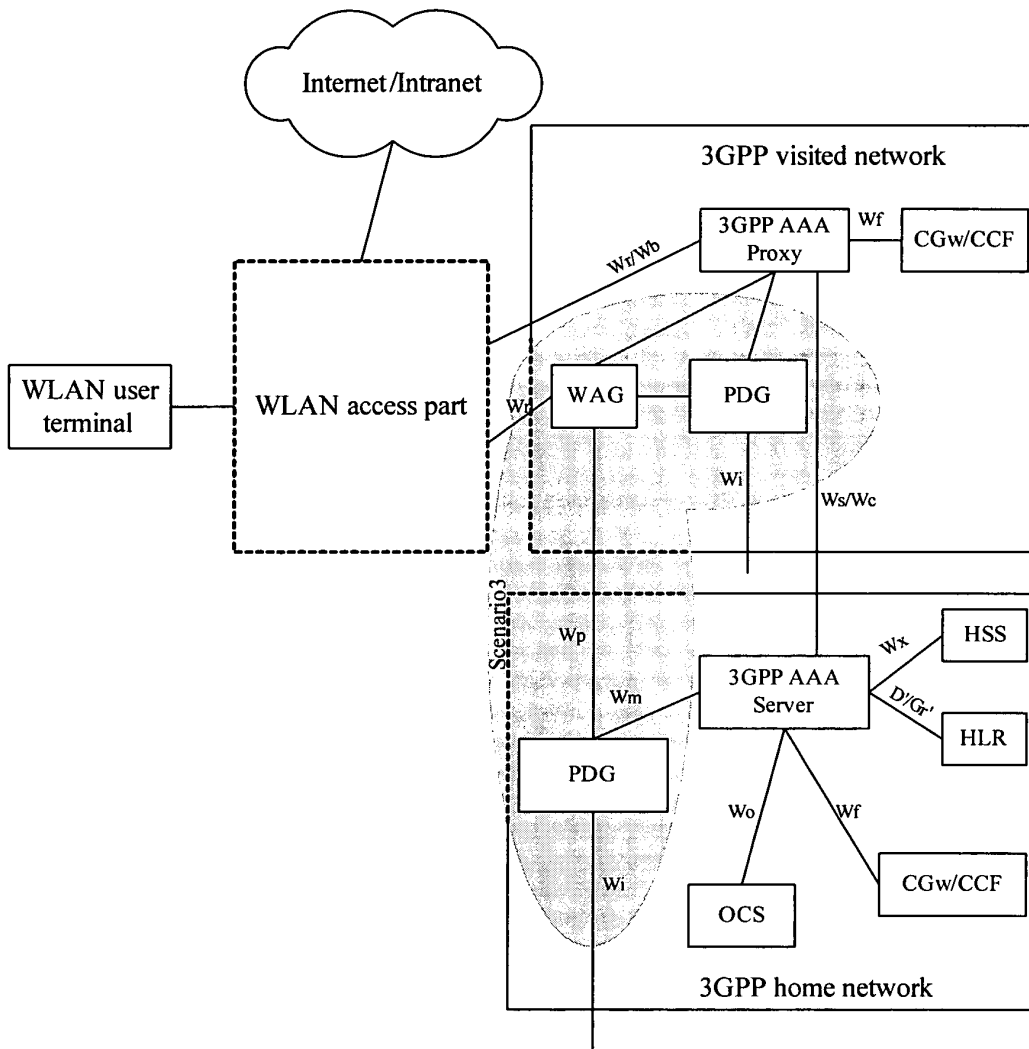 Internet/Intranet
3GPP visited network
3GPP AAA
Proxy
Wf
CGw/CCF
Wr/Wb
WLAN user
terminal
WLAN access part
WAG
PDG
Wi
Ws/Wc
Scenario3
Wp
Wm
3GPP AAA
Server
Wx
HSS
D'/Gr'
HLR
PDG
Wo
Wf
Wi
OCS
CGw/CCF
3GPP home network